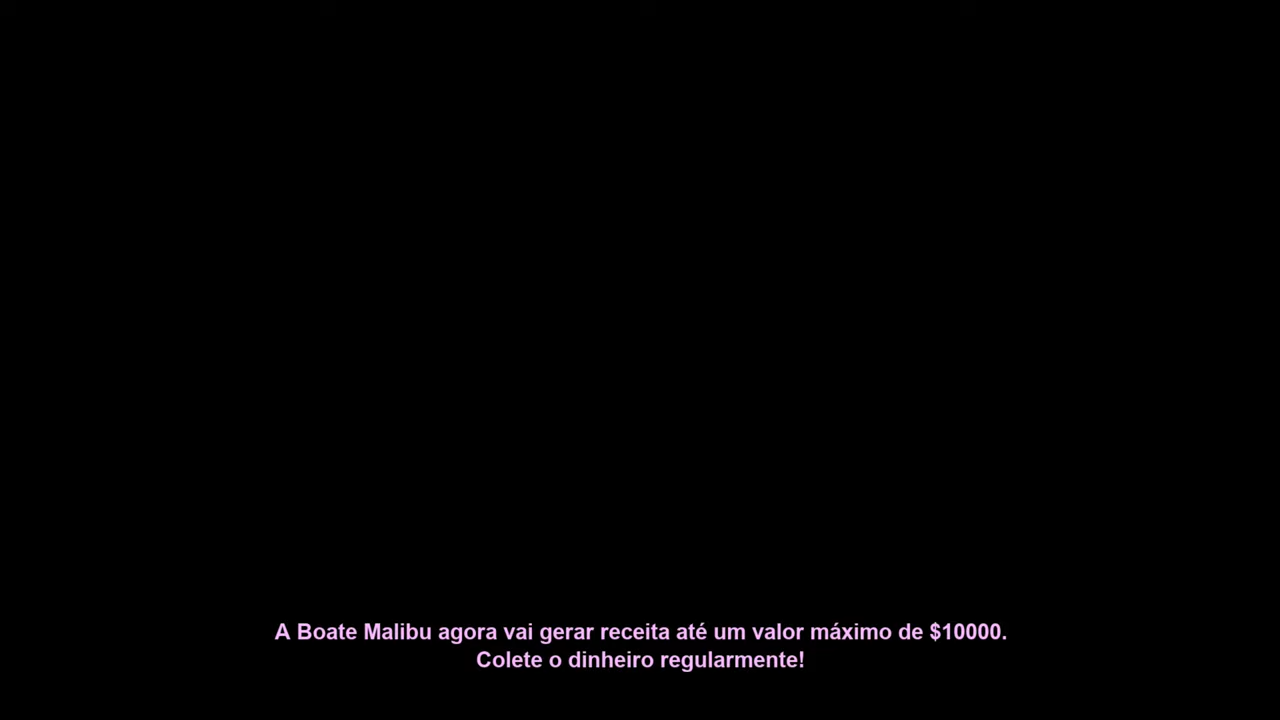 A Boate Malibu agora vai gerar receita até um valor máximo de $10000.
Colete o dinheiro regularmente!